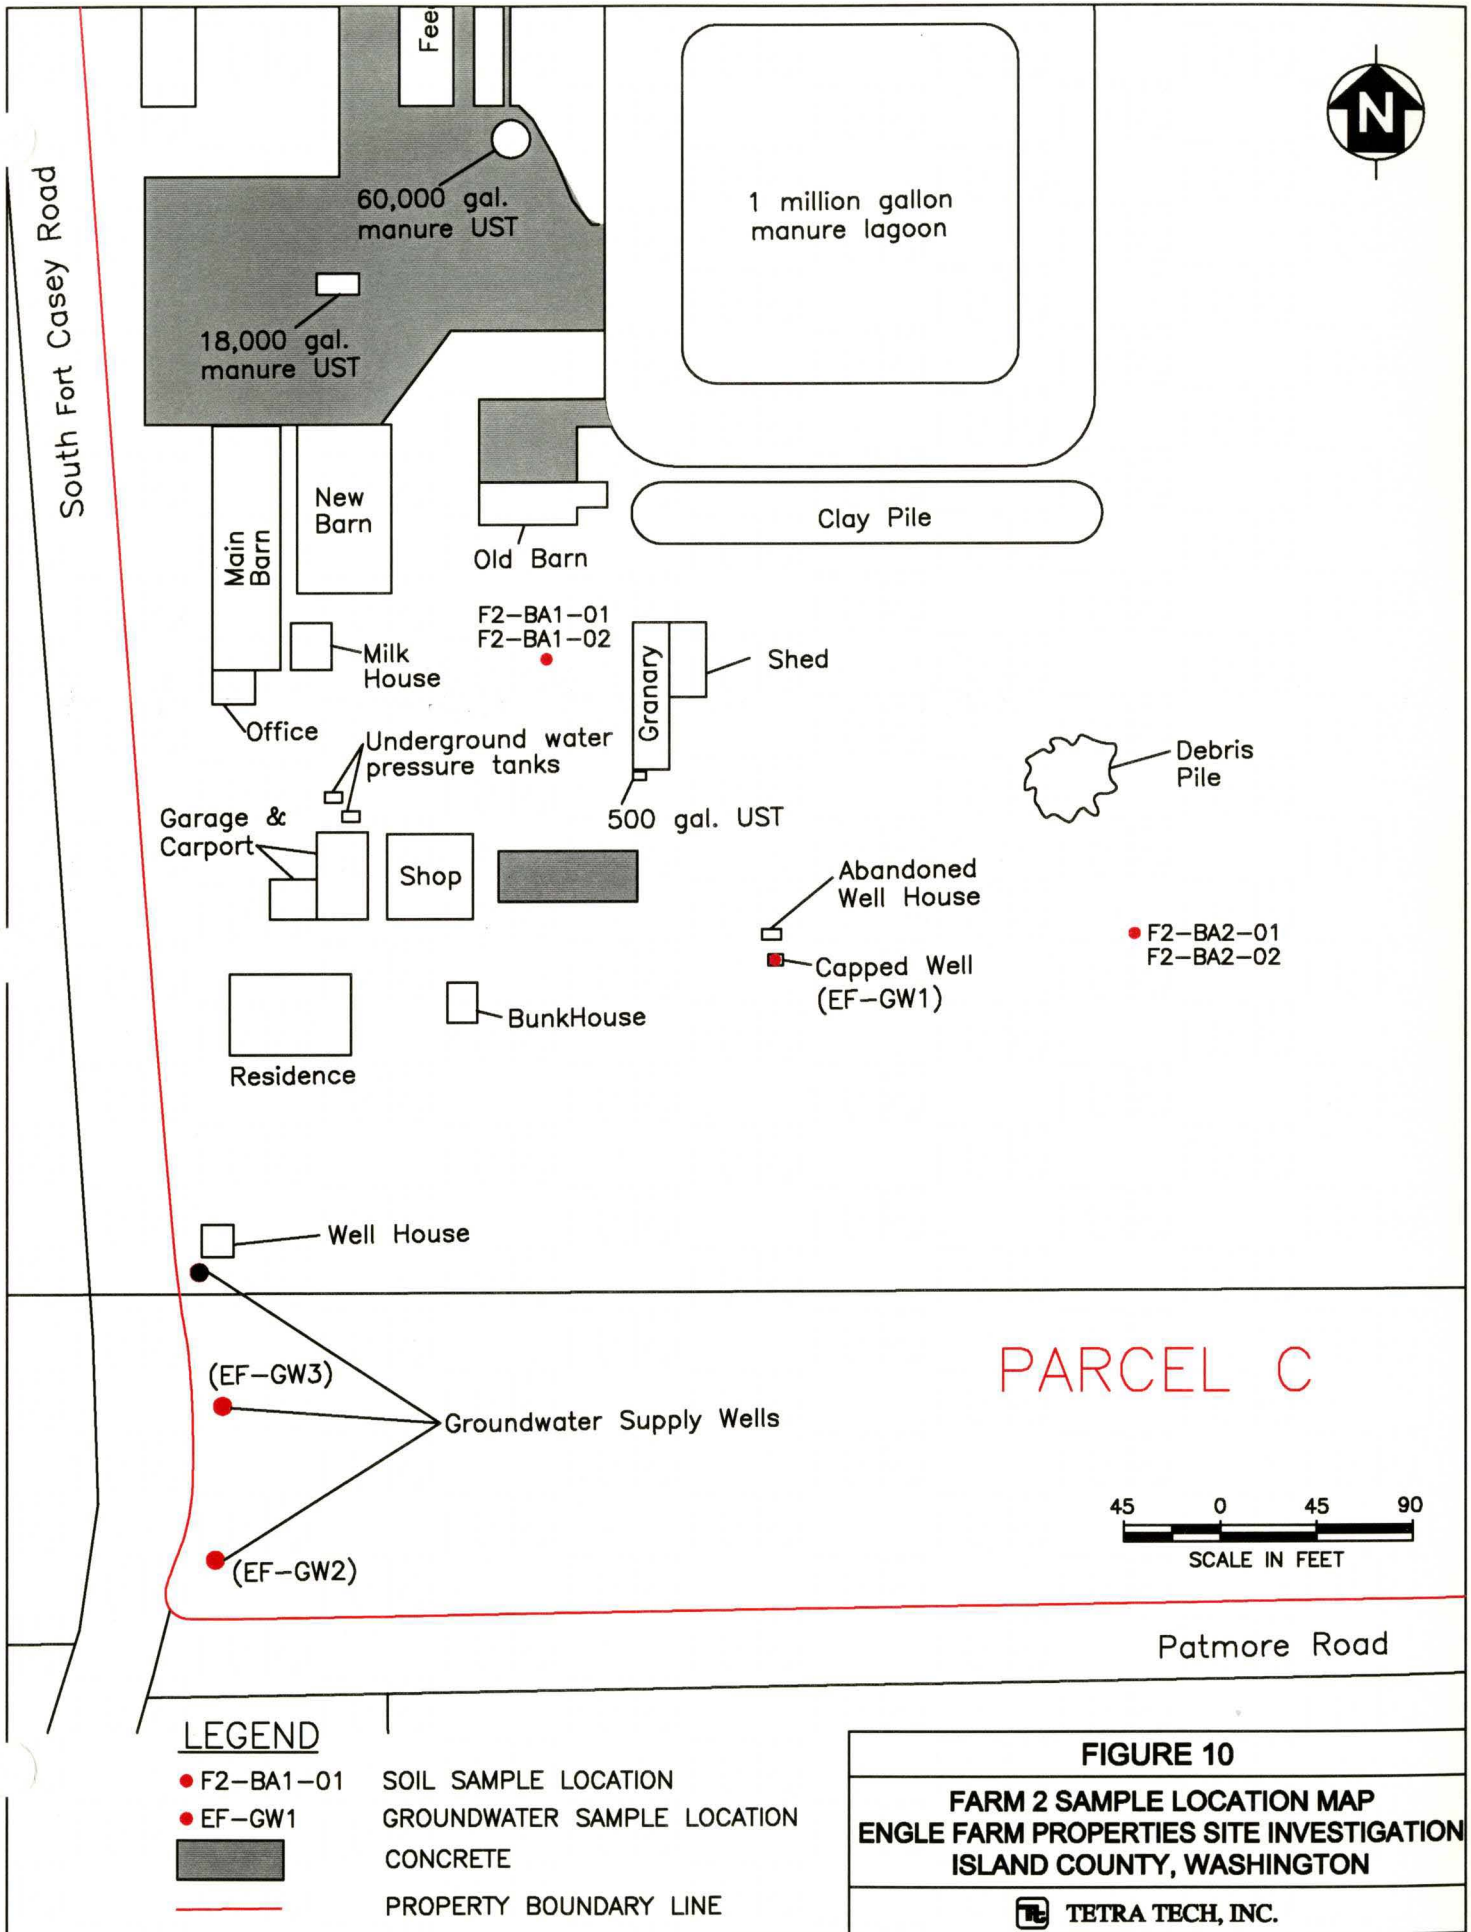 Feed
N
60,000 gal.
manure UST
1 million gallon
manure lagoon
South Fort Casey Road
18,000 gal.
manure UST
New
Barn
Main
Barn
Clay Pile
Old Barn
F2-BA1-01
F2-BA1-02
Milk
House
Granary
Shed
Office
Underground water
pressure tanks
Debris
Pile
Garage &
Carport
500 gal. UST
Shop
Abandoned
Well House
F2-BA2-01
F2-BA2-02
Capped Well
(EF-GW1)
BunkHouse
Residence
Well House
PARCEL C
(EF-GW3)
Groundwater Supply Wells
45 0 45 90
SCALE IN FEET
(EF-GW2)
Patmore Road
LEGEND
F2-BA1-01 SOIL SAMPLE LOCATION
EF-GW1 GROUNDWATER SAMPLE LOCATION
CONCRETE
PROPERTY BOUNDARY LINE
FIGURE 10
FARM 2 SAMPLE LOCATION MAP
ENGLE FARM PROPERTIES SITE INVESTIGATION
ISLAND COUNTY, WASHINGTON
Tt TETRA TECH, INC.